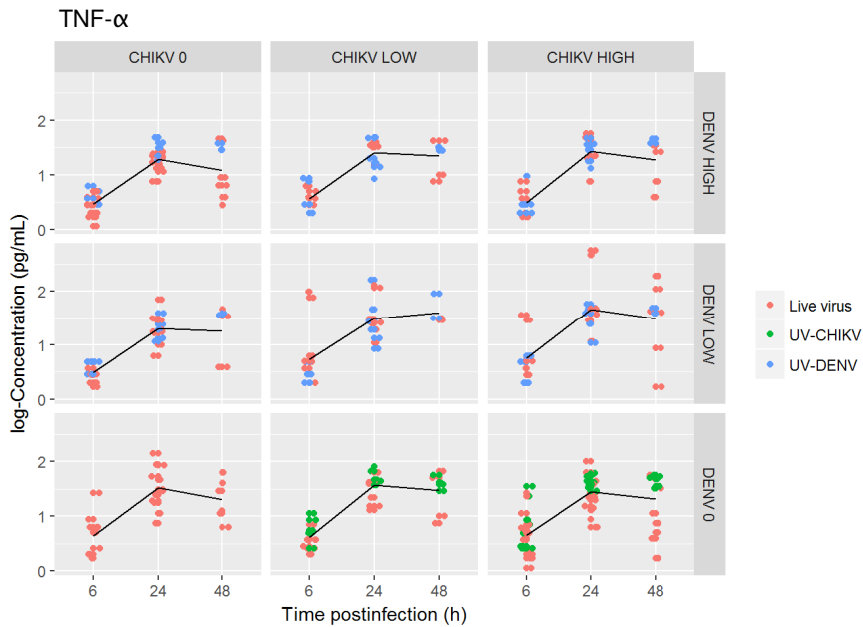 TNF-α
CHIKV 0
CHIKV LOW
CHIKV HIGH
2
1
0
DENV HIGH
2
1
0
DENV LOW
2
1
0
DENV 0
log-Concentration (pg/mL)
6 24 48
6 24 48
6 24 48
Time postinfection (h)
Live virus
UV-CHIKV
UV-DENV